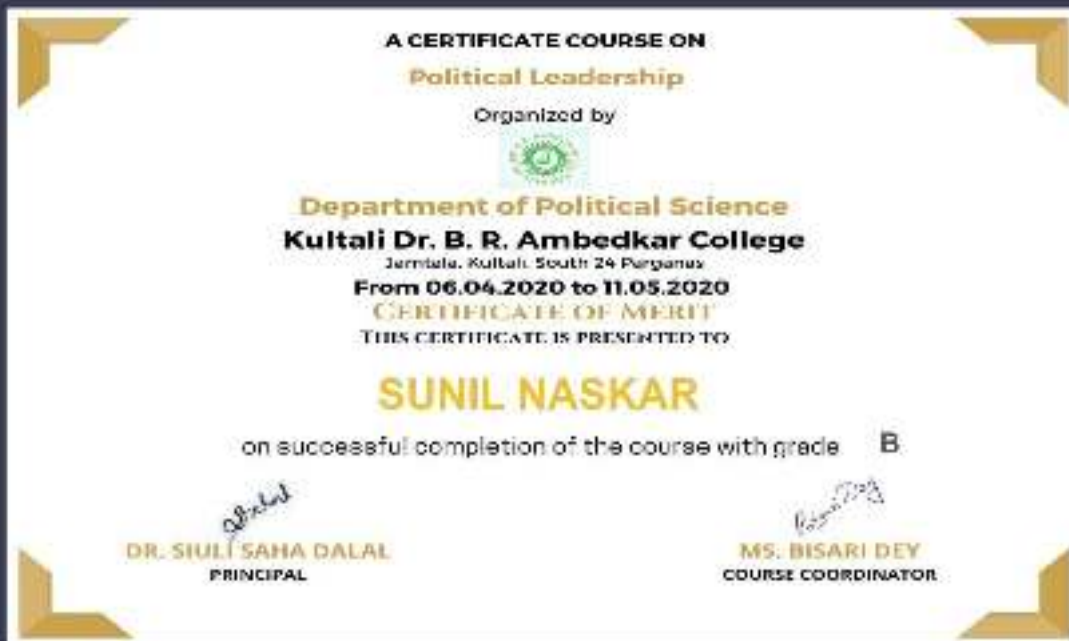 A CERTIFICATE COURSE ON
Political Leadership
Organized by
Department of Political Science
Kultali Dr. B. R. Ambedkar College
Jamtala, Kultali, South 24 Parganas
From 06.04.2020 to 11.05.2020
CERTIFICATE OF MERIT
THIS CERTIFICATE IS PRESENTED TO
SUNIL NASKAR
on successful completion of the course with grade B
DR. SIULI SAHA DALAL
PRINCIPAL
MS. BISARI DEY
COURSE COORDINATOR